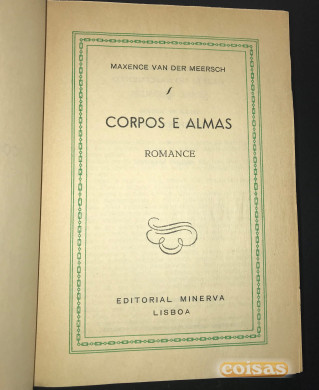 MAXENCE VAN DER MEERSCH
CORPOS E ALMAS
ROMANCE
EDITORIAL MINERVA
LISBOA
coisas